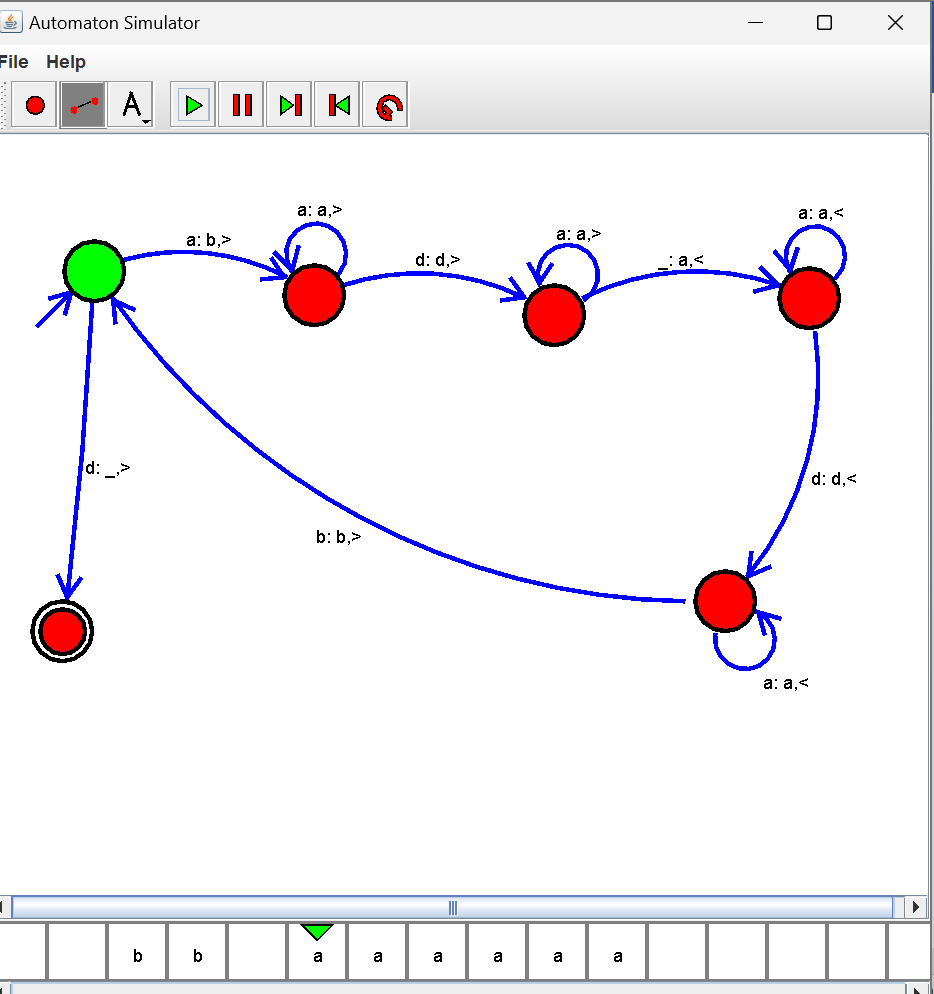 Automaton Simulator
File Help
A
a: a,>
a: a,<
a: b,>
a: a,>
d: d,>
_: a,<
d: _,>
d: d,<
b: b,>
a: a,<
b b a a a a a a